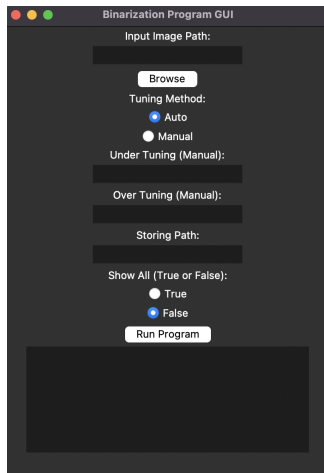 Binarization Program GUI
Input Image Path:
Browse
Tuning Method:
Auto
Manual
Under Tuning (Manual):
Over Tuning (Manual):
Storing Path:
Show All (True or False):
True
False
Run Program